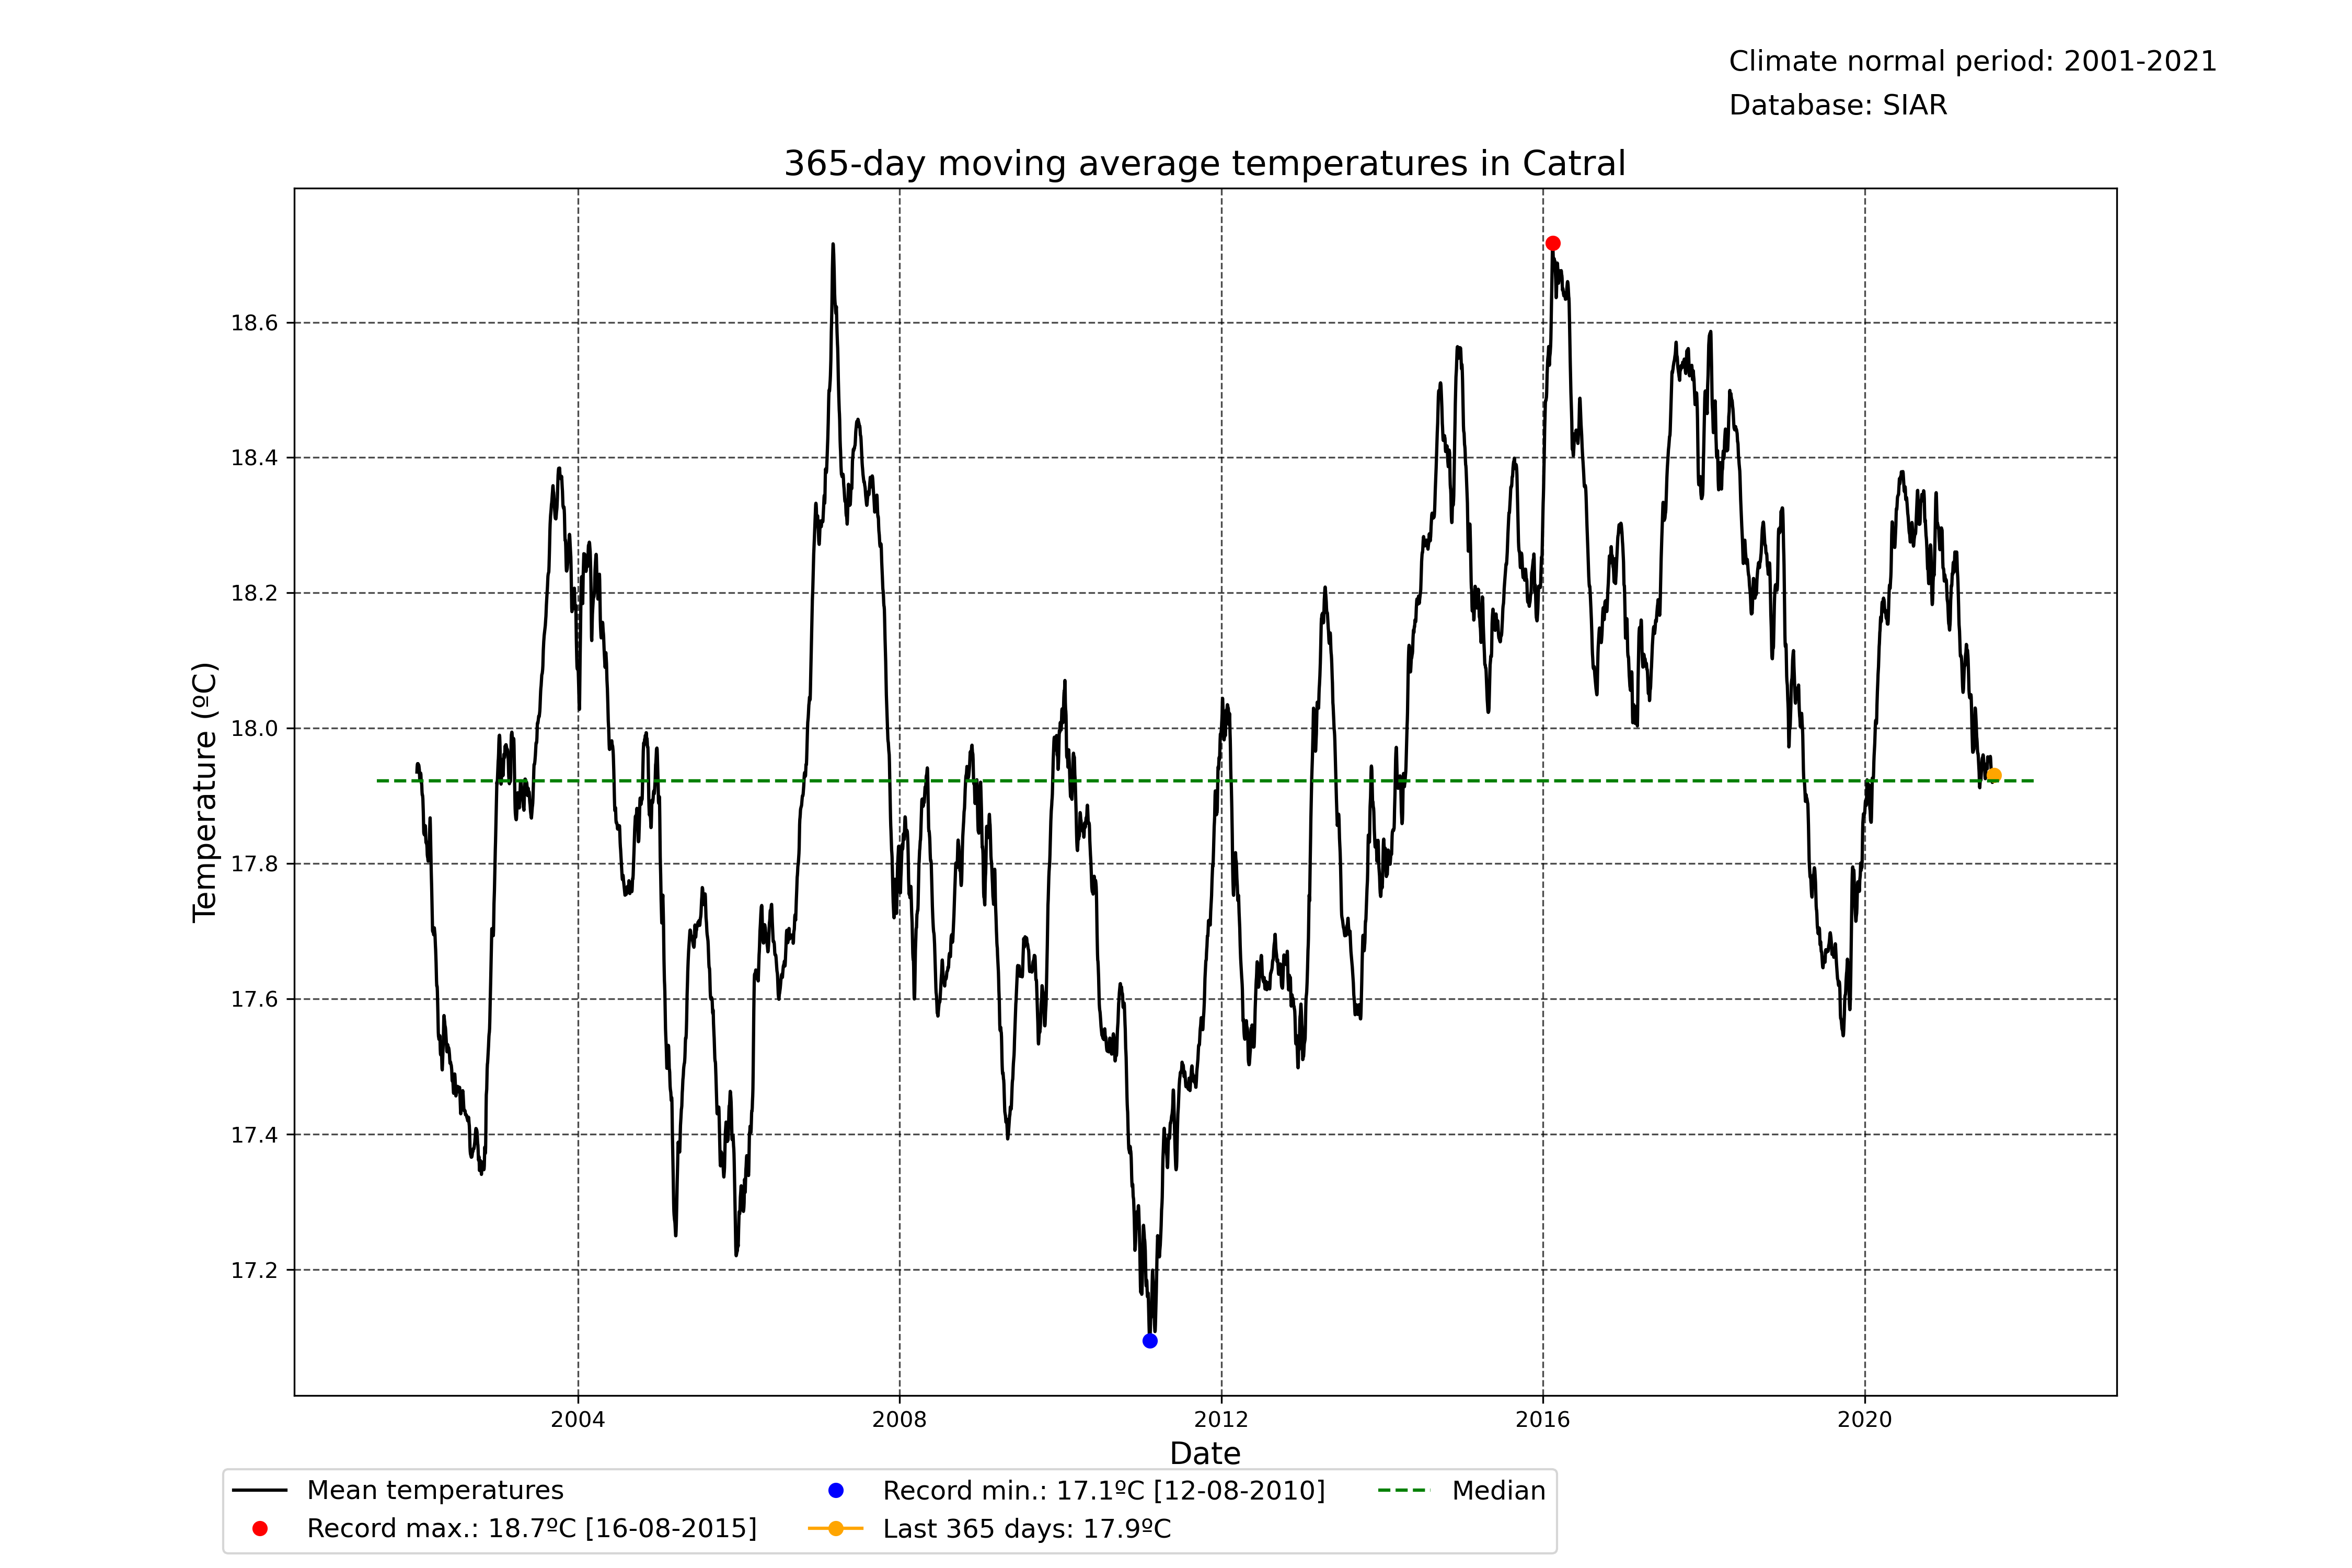 Climate normal period: 2001-2021
Database: SIAR
365-day moving average temperatures in Catral
18.6
18.4
18.2
18.0
17.8
17.6
17.4
17.2
Temperature (ºC)
2004 2008 2012 2016 2020
Date
Mean temperatures
Record max.: 18.7ºC [16-08-2015]
Record min.: 17.1ºC [12-08-2010]
Last 365 days: 17.9ºC
Median